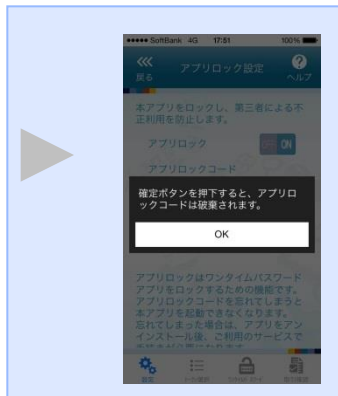 SoftBank 4G 17:51 100%
戻る アプリロック設定 ? ヘルプ
本アプリをロックし、第三者による不
正利用を防止します。
アプリロック ON
アプリロックコード
確定ボタンを押下すると、アプリロ
ックコードは破棄されます。
OK
アプリロックはワンタイムパスワード
アプリをロックするための機能です。
アプリロックコードを忘れてしまうと
本アプリを起動できなくなります。
忘れてしまった場合は、アプリをアン
インストール後、ご利用のサービスで
設定